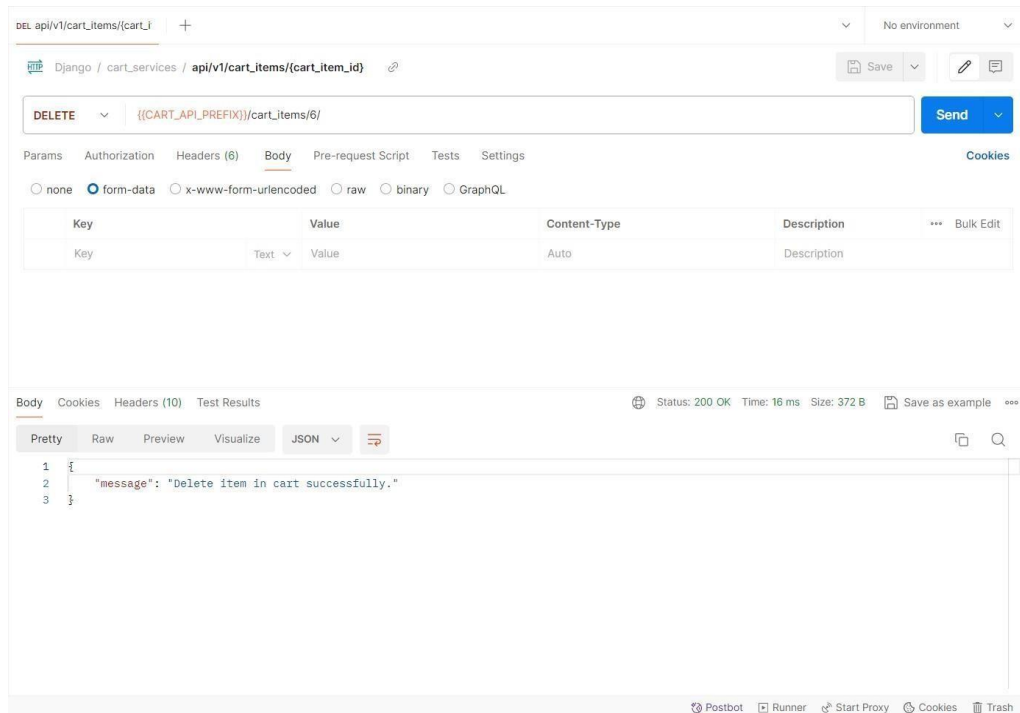 DEL api/v1/cart_items/{cart_i
No environment
HTTP Django / cart_services / api/v1/cart_items/{cart_item_id}
Save
DELETE {{CART_API_PREFIX}}/cart_items/6/
Send
Params Authorization Headers (6) Body Pre-request Script Tests Settings Cookies
none form-data x-www-form-urlencoded raw binary GraphQL
Key Value Content-Type Description Bulk Edit
Key Text Value Auto Description
Body Cookies Headers (10) Test Results Status: 200 OK Time: 16 ms Size: 372 B Save as example
Pretty Raw Preview Visualize JSON
1 {
2 "message": "Delete item in cart successfully."
3 }
Postbot Runner Start Proxy Cookies Trash